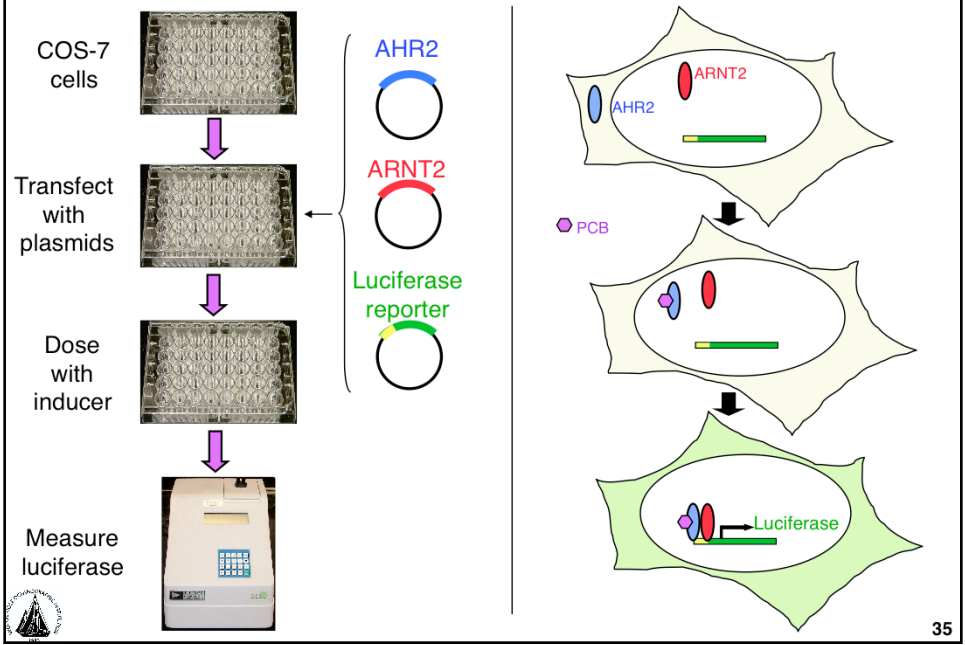 COS-7
cells
Transfect
with
plasmids
Dose
with
inducer
Measure
luciferase
AHR2
ARNT2
Luciferase
reporter
ARNT2
AHR2
PCB
Luciferase
35